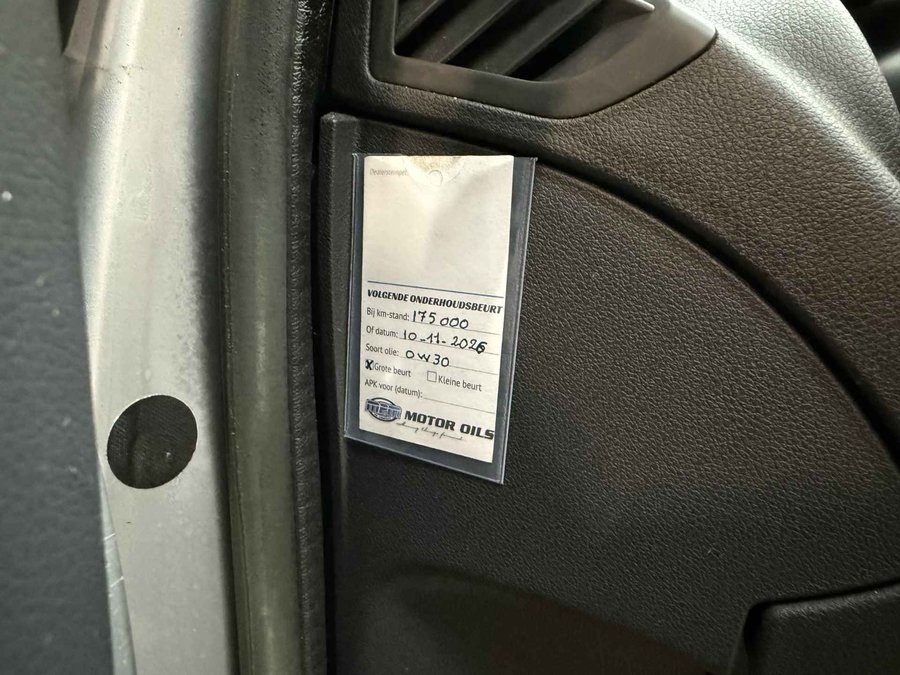 Dealerstempel:
VOLGENDE ONDERHOUDSBEURT
Bij km-stand: 175 000
Of datum: 10-11-2026
Soort olie: 0W30
X Grote beurt Kleine beurt
APK voor (datum):
MPM MOTOR OILS